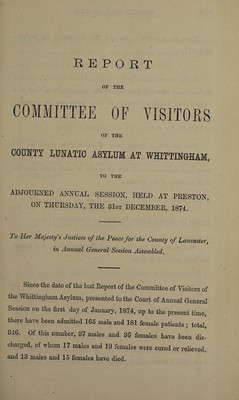 REPORT
OF THE
COMMITTEE OF VISITORS
OF THE
COUNTY LUNATIC ASYLUM AT WHITTINGHAM,
TO THE
ADJOURNED ANNUAL SESSION, HELD AT PRESTON,
ON THURSDAY, THE 31ST DECEMBER, 1874.
To Her Majesty's Justices of the Peace for the County of Lancaster,
in Annual General Session Assembled.
Since the date of the last Report of the Committee of Visitors of
the Whittingham Asylum, presented to the Court of Annual General
Session on the first day of January, 1874, up to the present time,
there have been admitted 165 male and 181 female patients; total,
346. Of this number, 37 males and 36 females have been dis-
charged, of whom 17 males and 19 females were cured or relieved,
and 13 males and 15 females have died.